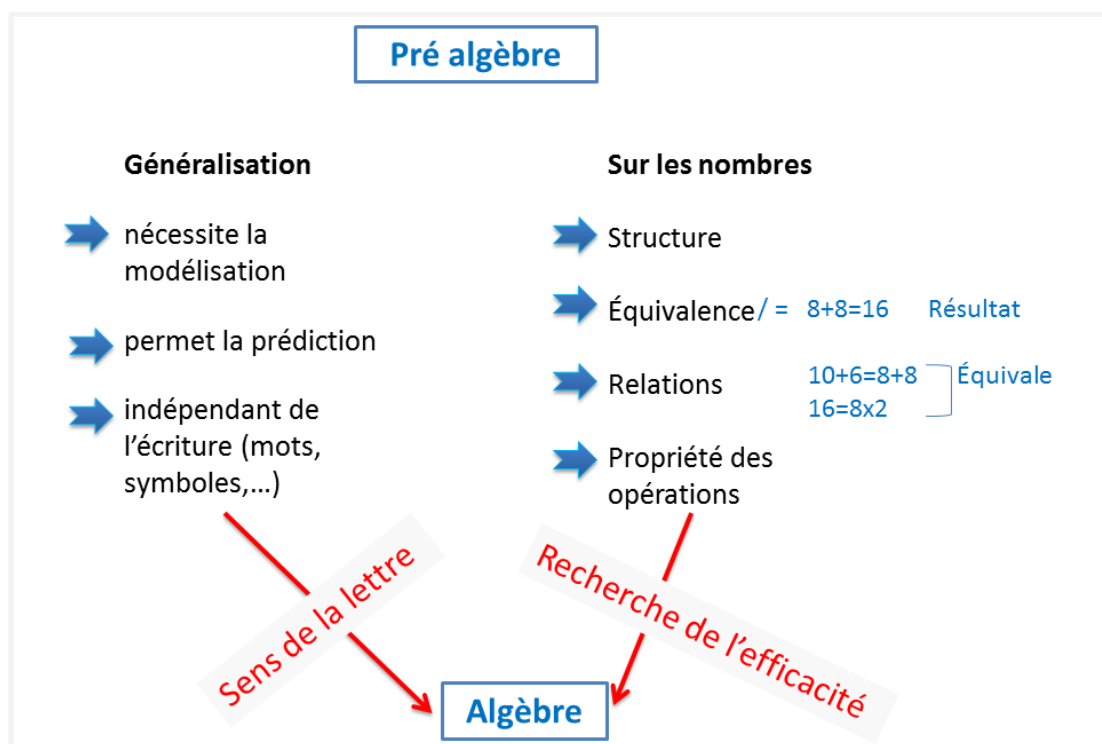 Pré algèbre
Généralisation
nécessite la
modélisation
permet la prédiction
indépendant de
l'écriture (mots,
symboles,...)
Sur les nombres
Structure
Équivalence / = 8+8=16 Résultat
Relations 10+6=8+8 Équivale
16=8x2
Propriété des
opérations
Sens de la lettre
Recherche de l'efficacité
Algèbre